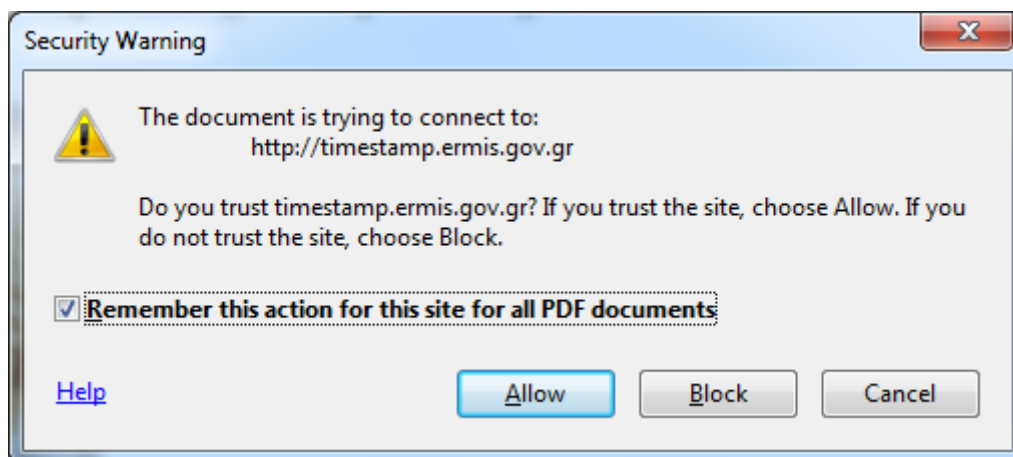 Security Warning
The document is trying to connect to:
http://timestamp.ermis.gov.gr
Do you trust timestamp.ermis.gov.gr? If you trust the site, choose Allow. If you
do not trust the site, choose Block.
Remember this action for this site for all PDF documents
Help
Allow
Block
Cancel